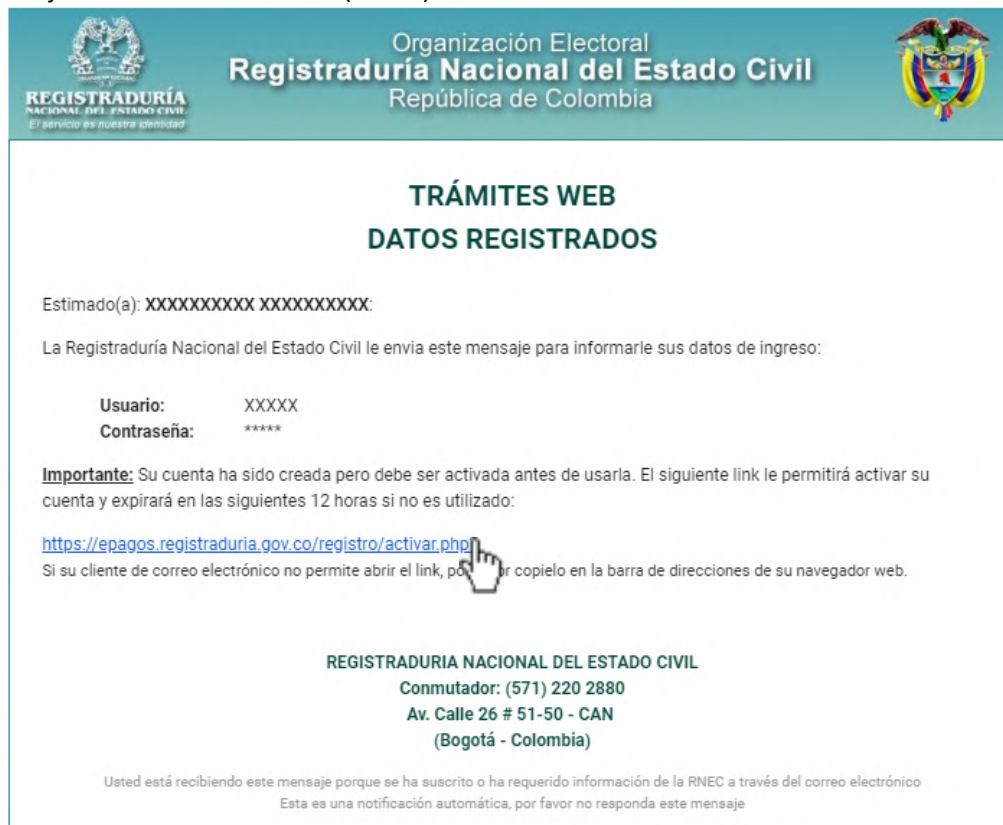 Organización Electoral
Registraduría Nacional del Estado Civil
República de Colombia
REGISTRADURÍA
NACIONAL DEL ESTADO CIVIL
El servicio es nuestra identidad
TRÁMITES WEB
DATOS REGISTRADOS
Estimado(a): XXXXXXXXXX XXXXXXXXXX:
La Registraduría Nacional del Estado Civil le envia este mensaje para informarle sus datos de ingreso:
Usuario: XXXXX
Contraseña: *****
Importante: Su cuenta ha sido creada pero debe ser activada antes de usarla. El siguiente link le permitirá activar su
cuenta y expirará en las siguientes 12 horas si no es utilizado:
https://epagos.registraduria.gov.co/registro/activar.php
Si su cliente de correo electrónico no permite abrir el link, copielo en la barra de direcciones de su navegador web.
REGISTRADURIA NACIONAL DEL ESTADO CIVIL
Conmutador: (571) 220 2880
Av. Calle 26 # 51-50 - CAN
(Bogotá - Colombia)
Usted está recibiendo este mensaje porque se ha suscrito o ha requerido información de la RNEC a través del correo electrónico
Esta es una notificación automática, por favor no responda este mensaje